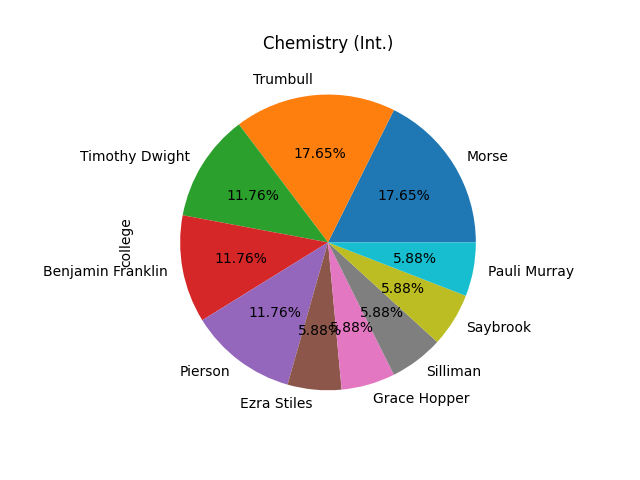 Chemistry (Int.)
Trumbull
17.65%
Timothy Dwight
Morse
11.76%
17.65%
college
11.76%
5.88%
Benjamin Franklin
Pauli Murray
5.88%
11.76%
5.88%
5.88%
5.88%
Saybrook
Pierson
Silliman
Ezra Stiles
Grace Hopper